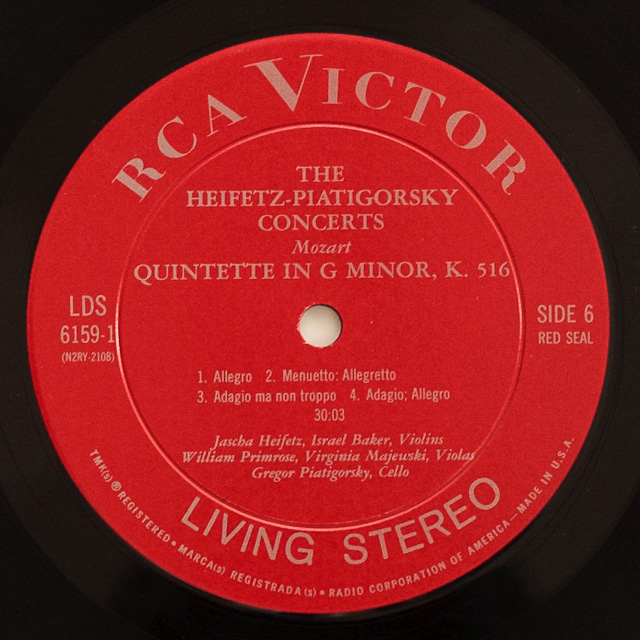 RCA VICTOR
THE
HEIFETZ-PIATIGORSKY
CONCERTS
Mozart
QUINTETTE IN G MINOR, K. 516
LDS
6159-1
(N2RY-2108)
SIDE 6
RED SEAL
1. Allegro 2. Menuetto: Allegretto
3. Adagio ma non troppo 4. Adagio; Allegro
30:03
Jascha Heifetz, Israel Baker, Violins
William Primrose, Virginia Majewski, Violas
Gregor Piatigorsky, Cello
LIVING STEREO
TMK(s) ® REGISTERED • MARCA(s) REGISTRADA(s) • RADIO CORPORATION OF AMERICA—MADE IN U.S.A.